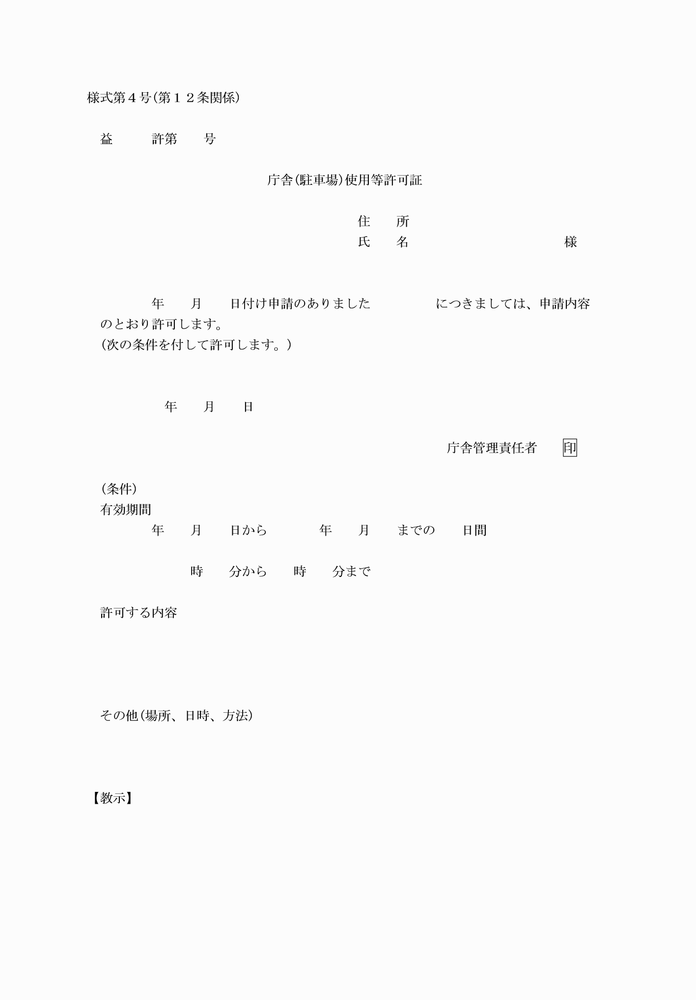 様式第４号(第１２条関係)
益　　　許第　　号
庁舎(駐車場)使用等許可証
住　　所
氏　　名　　　　　　　　　　　　様
年　　月　　日付け申請のありました　　　　　につきましては、申請内容
のとおり許可します。
(次の条件を付して許可します。)
年　　月　　日
庁舎管理責任者　　印
(条件)
有効期間
年　　月　　日から　　　　年　　月　　までの　　日間
時　　分から　　時　　分まで
許可する内容
その他(場所、日時、方法)
【教示】